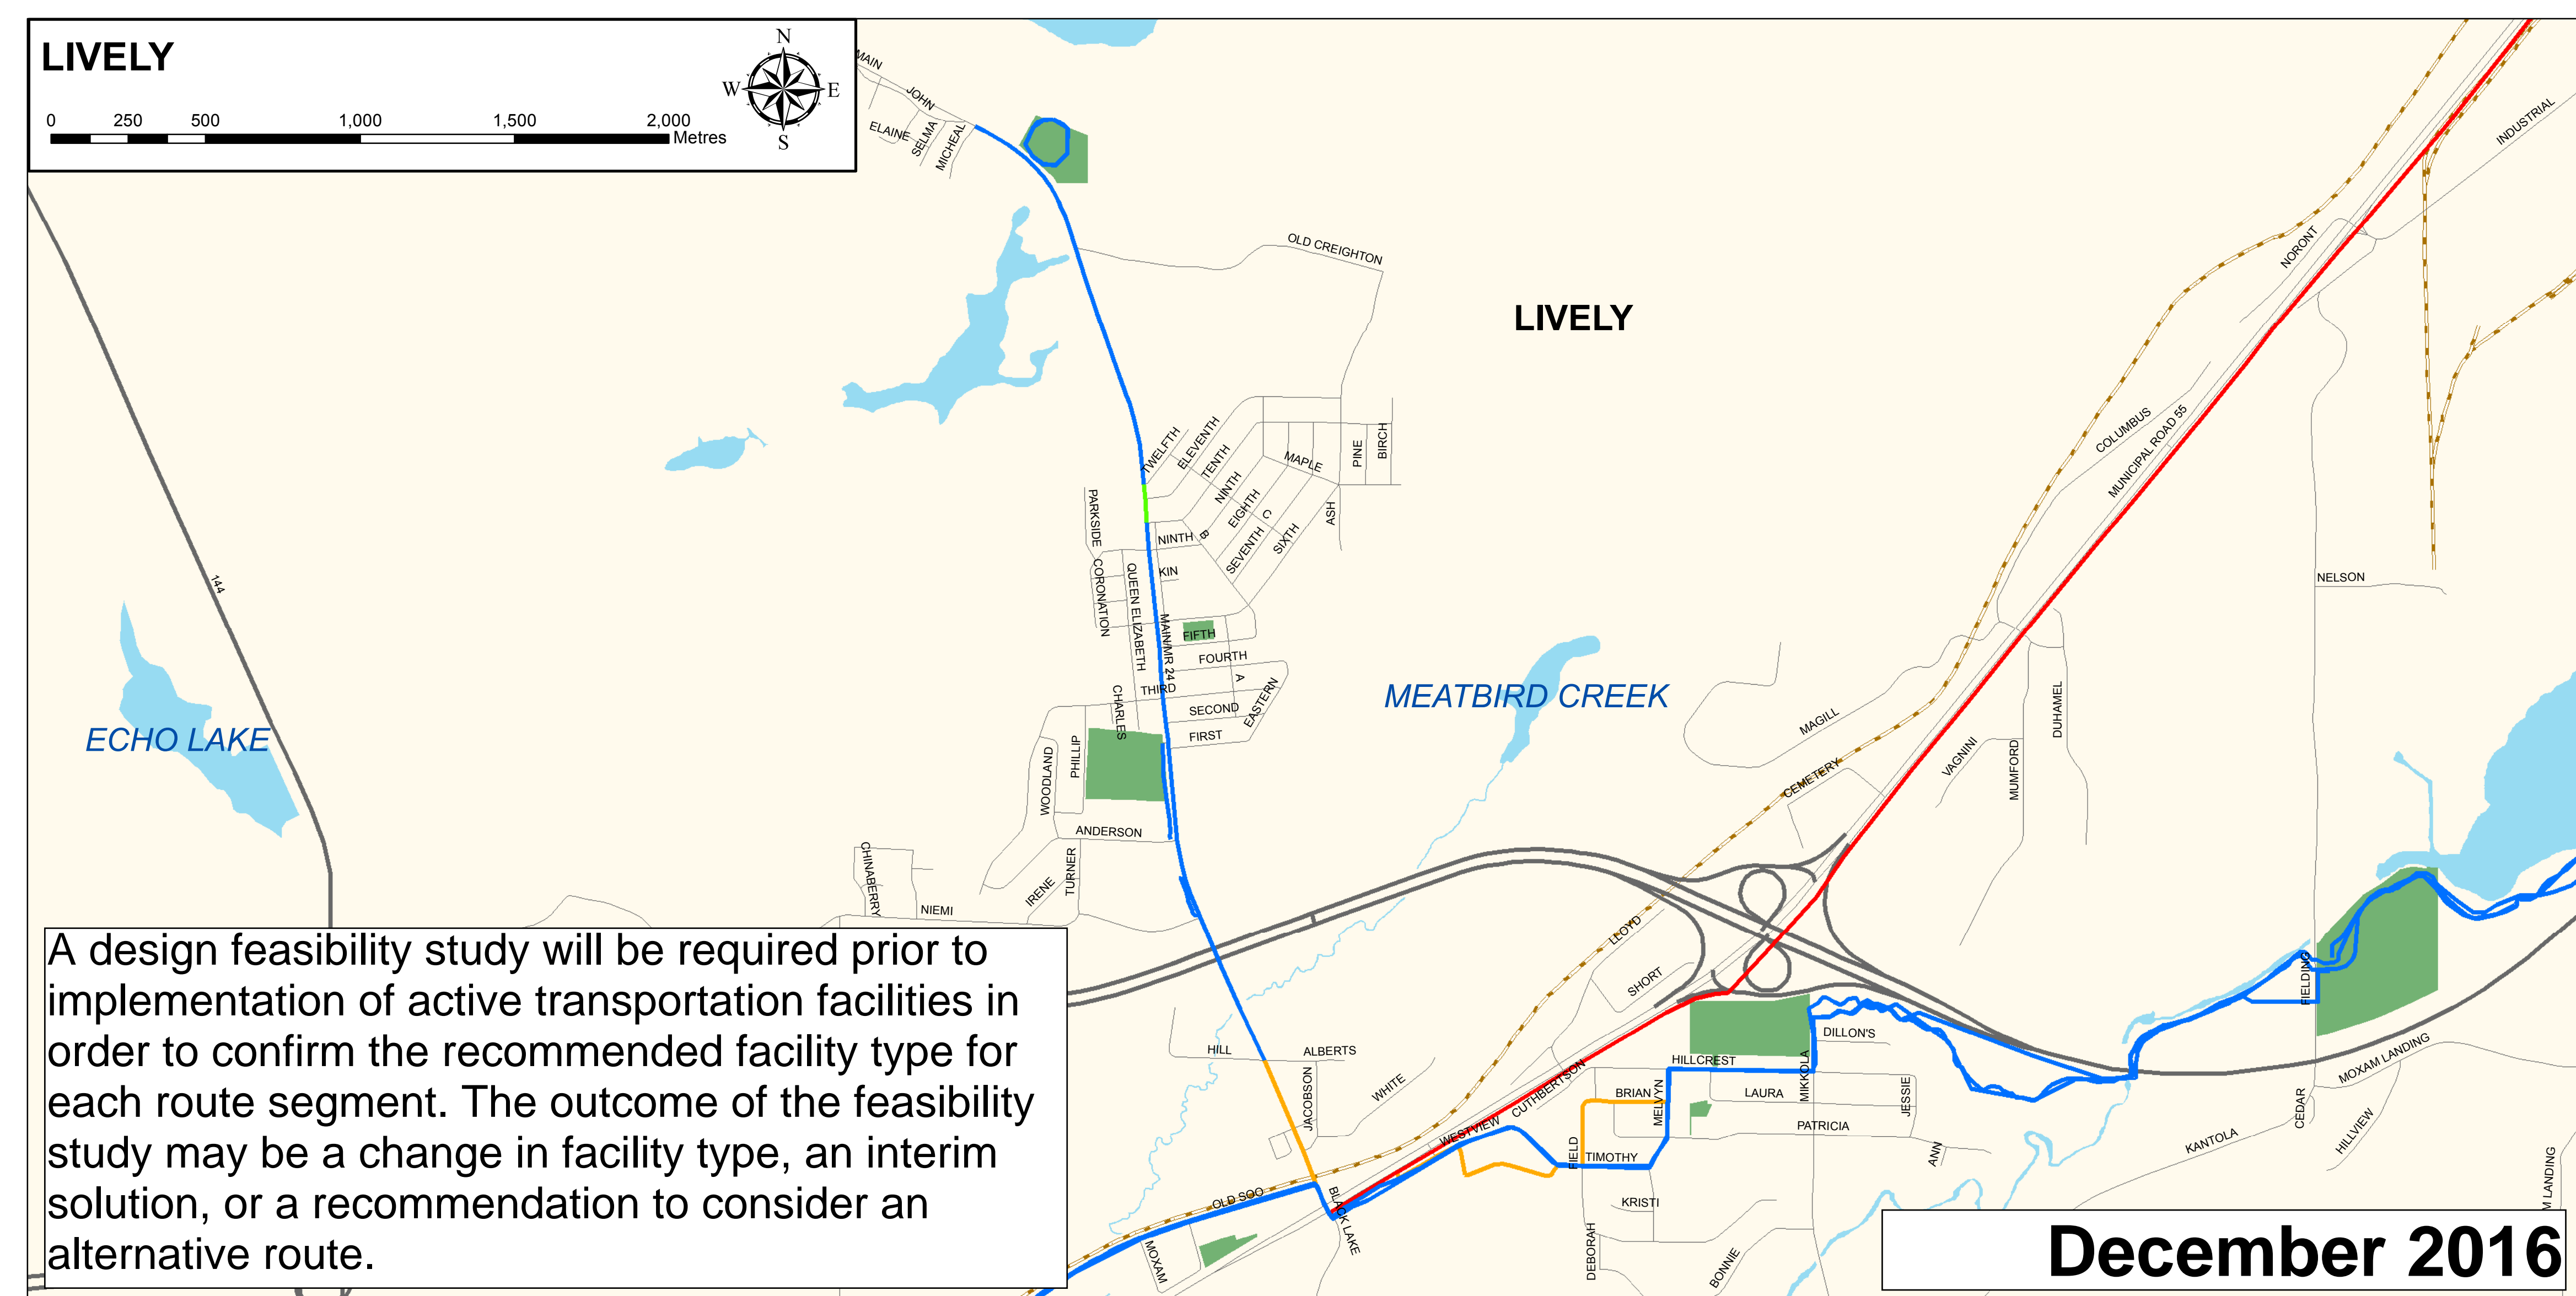 LIVELY
N
W
E
S
0 250 500 1,000 1,500 2,000
Metres
MAIN
JOHN
ELAINE
SELMA
MICHEAL
OLD CREIGHTON
LIVELY
INDUSTRIAL
NORONT
COLUMBUS
MUNICIPAL ROAD 55
NELSON
144
TWELFTH
ELEVENTH
TENTH
NINTH
EIGHTH
SEVENTH
SIXTH
MAPLE
PINE
BIRCH
ASH
C
B
PARKSIDE
NINTH
KIN
CORONATION
QUEEN ELIZABETH
MAIN/MR 24
FIFTH
FOURTH
A
THIRD
SECOND
EASTERN
FIRST
CHARLES
PHILLIP
WOODLAND
ANDERSON
TURNER
IRENE
CHINABERRY
NIEMI
ECHO LAKE
MEATBIRD CREEK
MAGILL
CEMETERY
VAGNINI
MUMFORD
DUHAMEL
LLOYD
SHORT
HILL
ALBERTS
JACOBSON
WHITE
WESTVIEW
CUTHBERTSON
HILLCREST
DILLON'S
MIKKOLA
BRIAN
MELVYN
LAURA
JESSIE
PATRICIA
ANN
FIELD
TIMOTHY
KRISTI
DEBORAH
BONNIE
OLD SOO
BLACK LAKE
MOXAM
FIELDING
MOXAM LANDING
CEDAR
KANTOLA
HILLVIEW
M LANDING
A design feasibility study will be required prior to
implementation of active transportation facilities in
order to confirm the recommended facility type for
each route segment. The outcome of the feasibility
study may be a change in facility type, an interim
solution, or a recommendation to consider an
alternative route.
December 2016